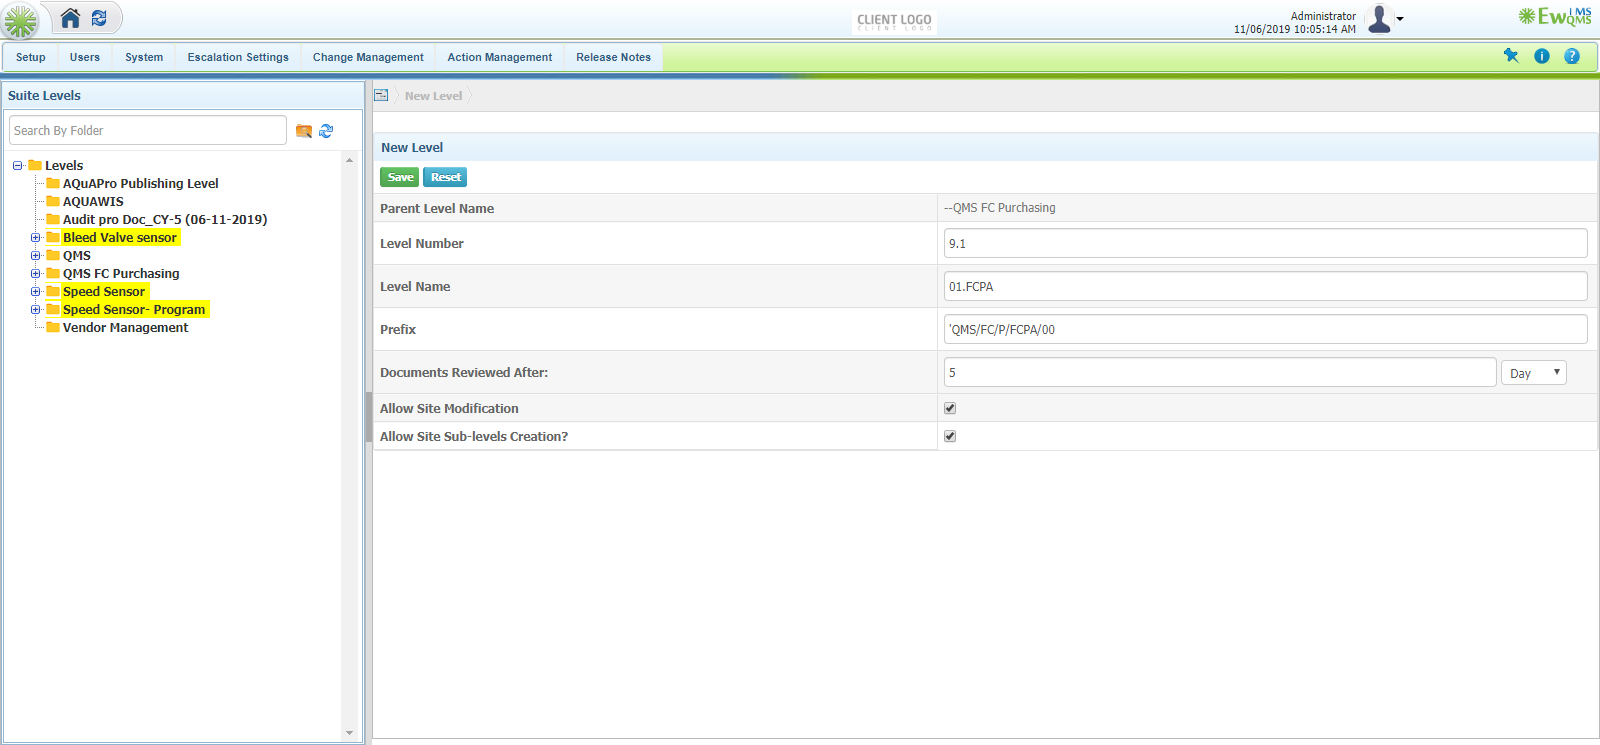 Administrator
11/06/2019 10:05:14 AM
CLIENT LOGO
CLIENT LOGO
EwQMS
LMS
Setup Users System Escalation Settings Change Management Action Management Release Notes
Suite Levels
New Level
Search By Folder
Levels
AQuAPro Publishing Level
AQUAWIS
Audit pro Doc_CY-5 (06-11-2019)
Bleed Valve sensor
QMS
QMS FC Purchasing
Speed Sensor
Speed Sensor- Program
Vendor Management
New Level
Save Reset
Parent Level Name --QMS FC Purchasing
Level Number 9.1
Level Name 01.FCPA
Prefix 'QMS/FC/P/FCPA/00
Documents Reviewed After: 5 Day
Allow Site Modification
Allow Site Sub-levels Creation?